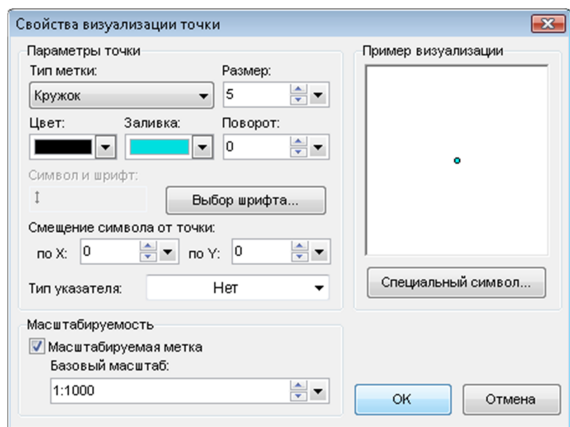 Свойства визуализации точки
Параметры точки
Тип метки: Размер:
Кружок 5
Цвет: Заливка: Поворот:
0
Символ и шрифт:
Выбор шрифта...
Смещение символа от точки:
по X: 0 по Y: 0
Тип указателя: Нет
Масштабируемость
Масштабируемая метка
Базовый масштаб:
1:1000
Пример визуализации
Специальный символ...
OK Отмена